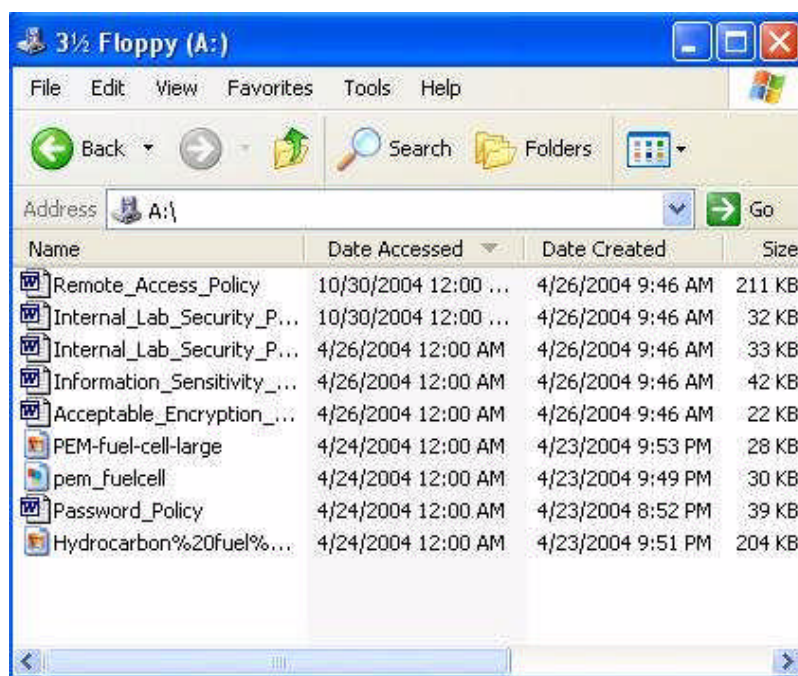 3½ Floppy (A:)
File Edit View Favorites Tools Help
Back Search Folders
Address A:\ Go
Name Date Accessed Date Created Size
Remote_Access_Policy 10/30/2004 12:00 ... 4/26/2004 9:46 AM 211 KB
Internal_Lab_Security_P... 10/30/2004 12:00 ... 4/26/2004 9:46 AM 32 KB
Internal_Lab_Security_P... 4/26/2004 12:00 AM 4/26/2004 9:46 AM 33 KB
Information_Sensitivity_... 4/26/2004 12:00 AM 4/26/2004 9:46 AM 42 KB
Acceptable_Encryption_... 4/26/2004 12:00 AM 4/26/2004 9:46 AM 22 KB
PEM-fuel-cell-large 4/24/2004 12:00 AM 4/23/2004 9:53 PM 28 KB
pem_fuelcell 4/24/2004 12:00 AM 4/23/2004 9:49 PM 30 KB
Password_Policy 4/24/2004 12:00 AM 4/23/2004 8:52 PM 39 KB
Hydrocarbon%20fuel%... 4/24/2004 12:00 AM 4/23/2004 9:51 PM 204 KB